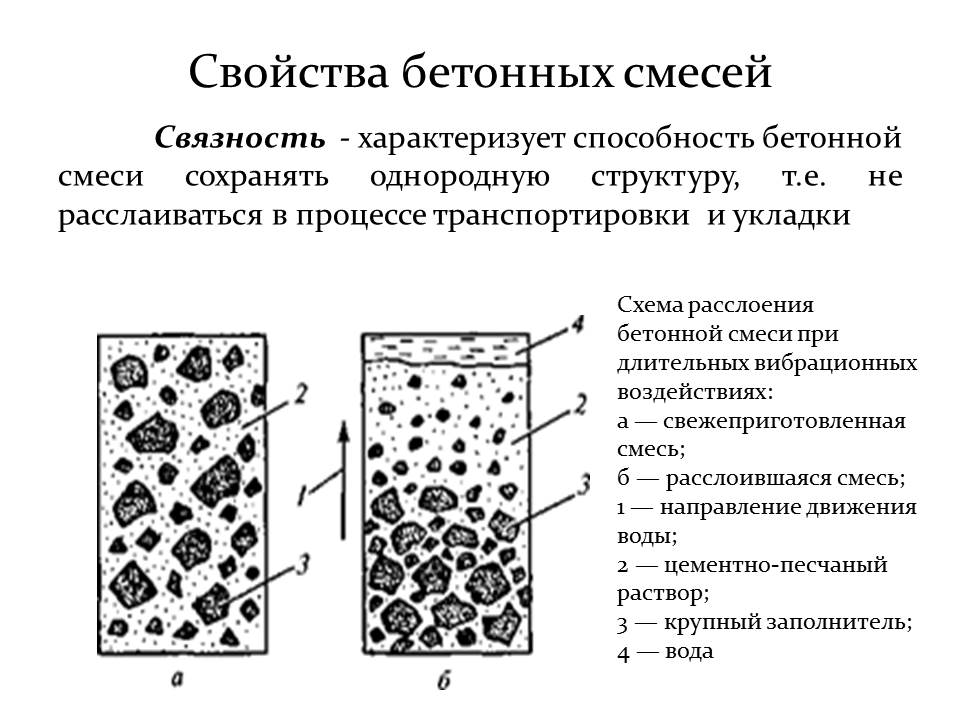 Свойства бетонных смесей
Связность - характеризует способность бетонной
смеси сохранять однородную структуру, т.е. не
расслаиваться в процессе транспортировки и укладки
4
2
3
1
2
3
а
б
Схема расслоения
бетонной смеси при
длительных вибрационных
воздействиях:
а — свежеприготовленная
смесь;
б — расслоившаяся смесь;
1 — направление движения
воды;
2 — цементно-песчаный
раствор;
3 — крупный заполнитель;
4 — вода